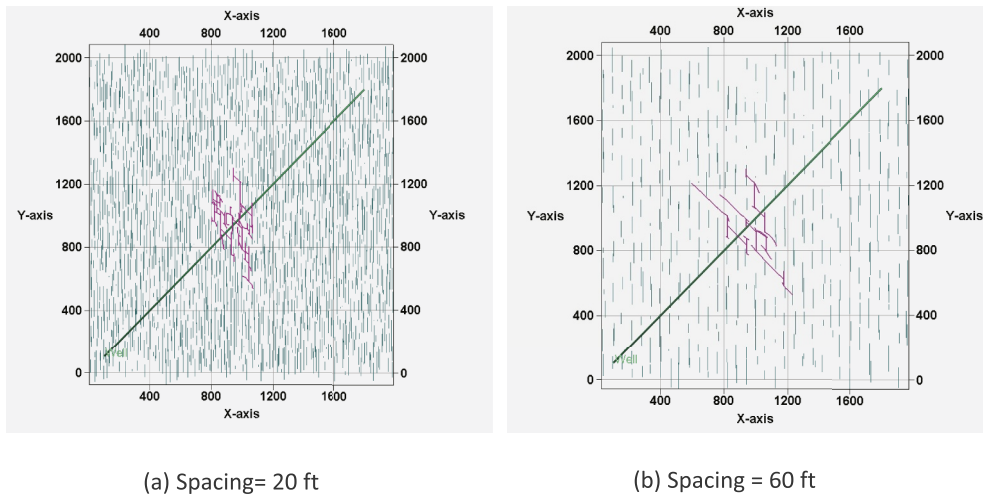 X-axis
400 800 1200 1600
2000 2000
1600 1600
1200 1200
Y-axis Y-axis
800 800
400 400
Well
0 0
400 800 1200 1600
X-axis
(a) Spacing= 20 ft
X-axis
400 800 1200 1600
2000 2000
1600 1600
1200 1200
Y-axis Y-axis
800 800
400 400
Well
0 0
400 800 1200 1600
X-axis
(b) Spacing = 60 ft